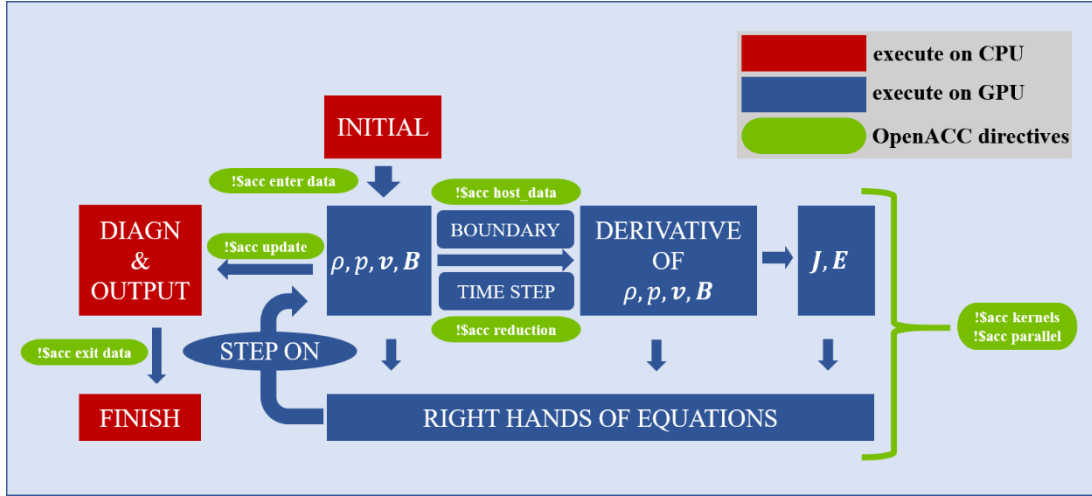 execute on CPU
execute on GPU
OpenACC directives
INITIAL
!$acc enter data
!$acc host_data
DIAGN
&
OUTPUT
!$acc update
ρ, p, v, B
BOUNDARY
TIME STEP
DERIVATIVE
OF
ρ, p, v, B
J, E
!$acc reduction
!$acc kernels
!$acc parallel
!$acc exit data
STEP ON
FINISH
RIGHT HANDS OF EQUATIONS